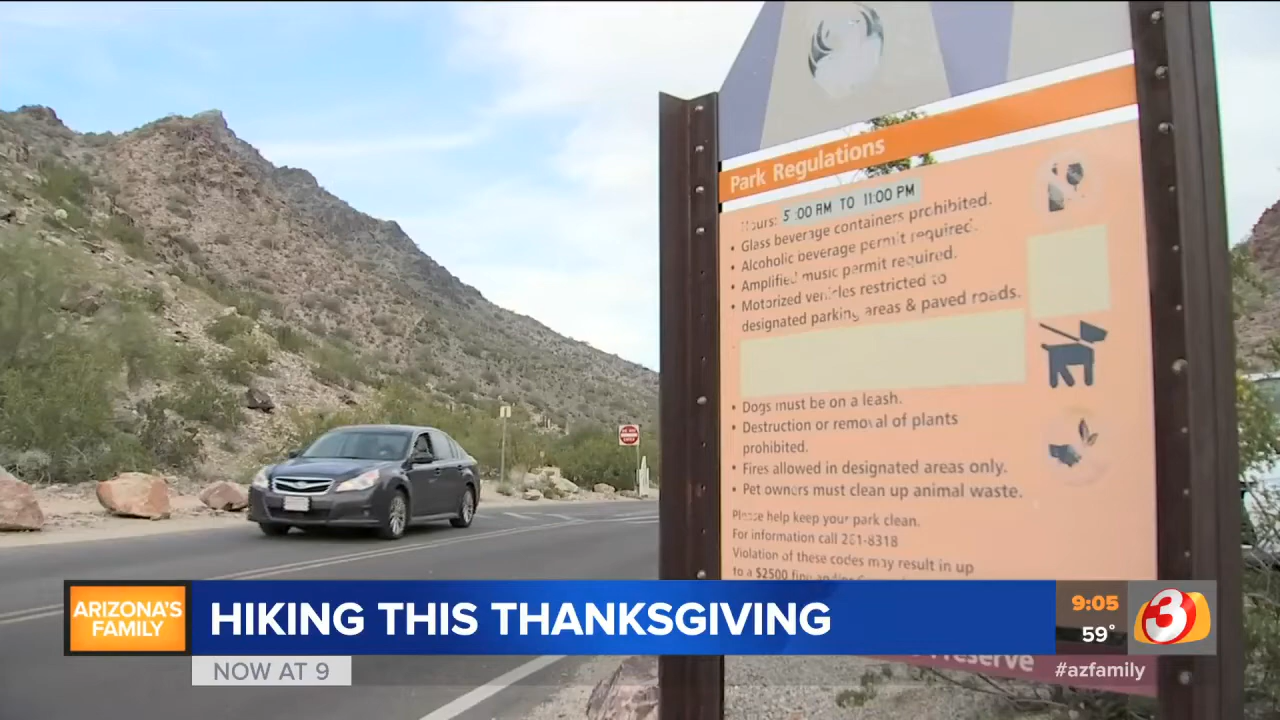 Park Regulations
Hours: 5:00 AM TO 11:00 PM
• Glass beverage containers prohibited.
• Alcoholic beverage permit required.
• Amplified music permit required.
• Motorized vehicles restricted to
designated parking areas & paved roads.
• Dogs must be on a leash.
• Destruction or removal of plants
prohibited.
• Fires allowed in designated areas only.
• Pet owners must clean up animal waste.
Please help keep your park clean.
For information call 261-8318
Violation of these codes may result in up
to a $2500 fine
Preserve
ARIZONA'S
FAMILY
HIKING THIS THANKSGIVING
NOW AT 9
9:05
59°
3
#azfamily